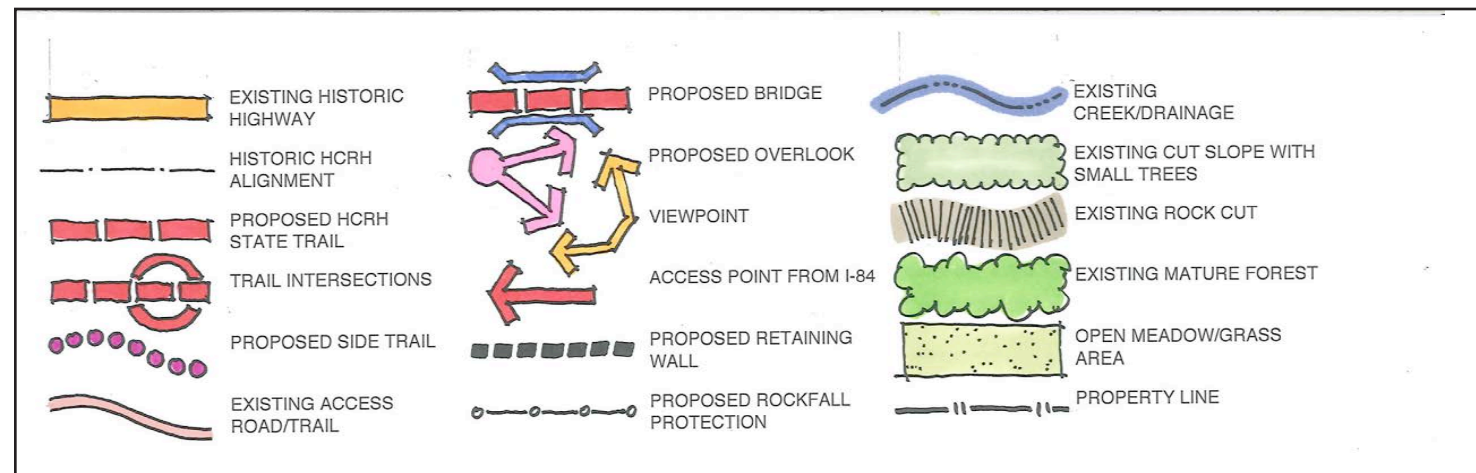 EXISTING HISTORIC
HIGHWAY
HISTORIC HCRH
ALIGNMENT
PROPOSED HCRH
STATE TRAIL
TRAIL INTERSECTIONS
PROPOSED SIDE TRAIL
EXISTING ACCESS
ROAD/TRAIL
PROPOSED BRIDGE
PROPOSED OVERLOOK
VIEWPOINT
ACCESS POINT FROM I-84
PROPOSED RETAINING
WALL
PROPOSED ROCKFALL
PROTECTION
EXISTING
CREEK/DRAINAGE
EXISTING CUT SLOPE WITH
SMALL TREES
EXISTING ROCK CUT
EXISTING MATURE FOREST
OPEN MEADOW/GRASS
AREA
PROPERTY LINE